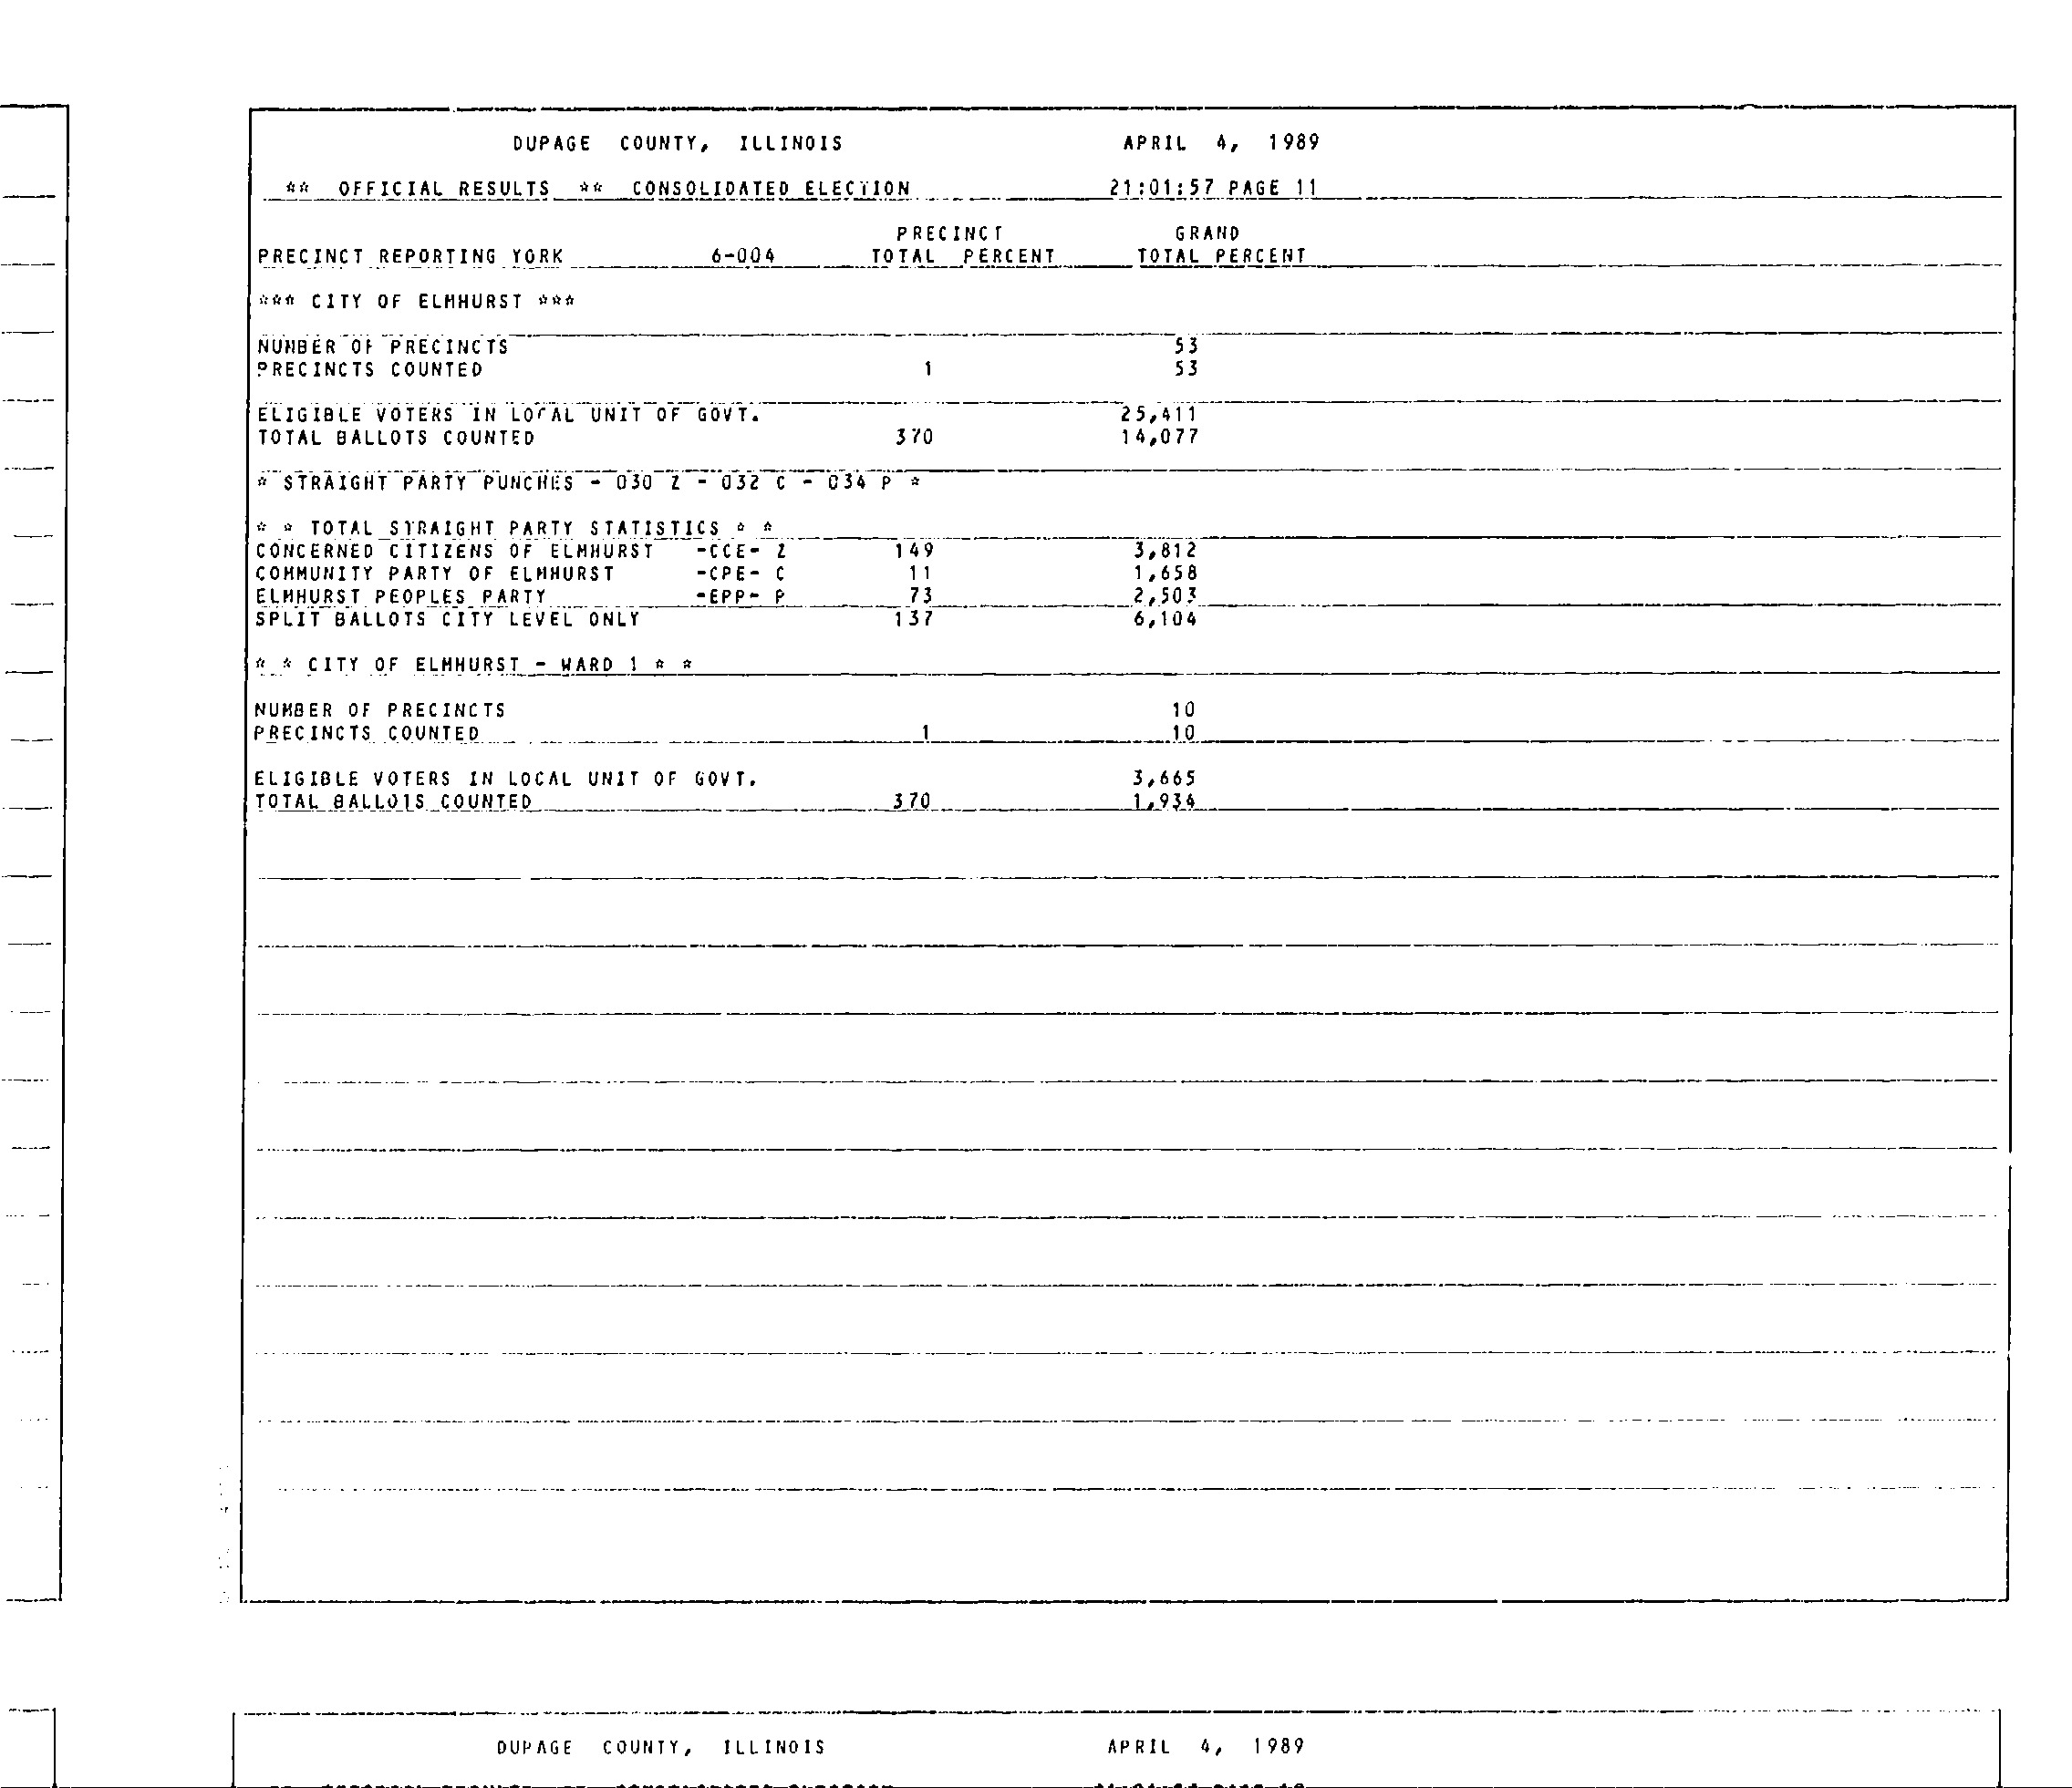 DUPAGE COUNTY, ILLINOIS APRIL 4, 1989
** OFFICIAL RESULTS ** CONSOLIDATED ELECTION 21:01:57 PAGE 11
PRECINCT GRAND
PRECINCT REPORTING YORK 6-004 TOTAL PERCENT TOTAL PERCENT
*** CITY OF ELMHURST ***
NUMBER OF PRECINCTS 53
PRECINCTS COUNTED 1 53
ELIGIBLE VOTERS IN LOCAL UNIT OF GOVT. 25,411
TOTAL BALLOTS COUNTED 370 14,077
* STRAIGHT PARTY PUNCHES - 030 Z - 032 C - 034 P *
* * TOTAL STRAIGHT PARTY STATISTICS * *
CONCERNED CITIZENS OF ELMHURST -CCE- Z 149 3,812
COMMUNITY PARTY OF ELMHURST -CPE- C 11 1,658
ELMHURST PEOPLES PARTY -EPP- P 73 2,503
SPLIT BALLOTS CITY LEVEL ONLY 137 6,104
* * CITY OF ELMHURST - WARD 1 * *
NUMBER OF PRECINCTS 10
PRECINCTS COUNTED 1 10
ELIGIBLE VOTERS IN LOCAL UNIT OF GOVT. 3,665
TOTAL BALLOTS COUNTED 370 1,934
DUPAGE COUNTY, ILLINOIS APRIL 4, 1989